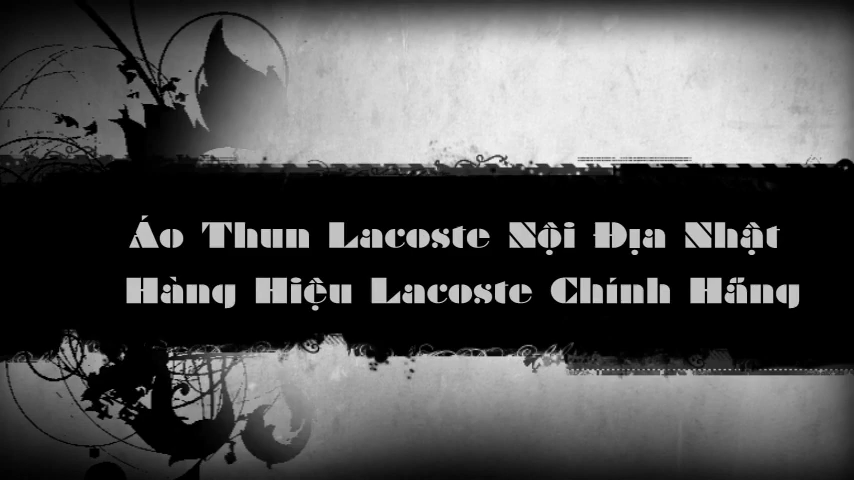 Áo Thun Lacoste Nội Địa Nhật
Hàng Hiệu Lacoste Chính Hãng